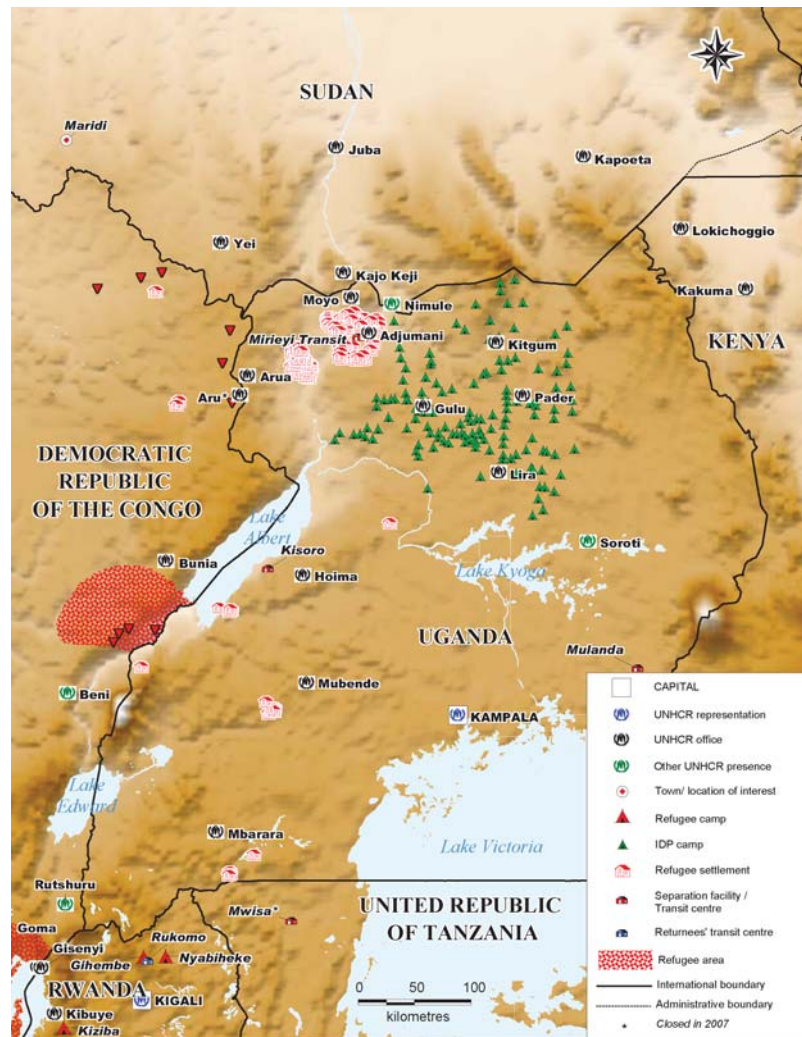 SUDAN
Maridi
Juba
Kapoeta
Yei
Lokichoggio
Kajo Keji
Moyo
Nimule
Kakuma
Mirieyi Transit
Adjumani
Kitgum
KENYA
Arua
Aru*
Gulu
Pader
DEMOCRATIC
REPUBLIC
OF THE CONGO
Lira
Lake
Albert
Kisoro
Soroti
Bunia
Hoima
Lake Kyoga
UGANDA
Mulanda
Beni
Mubende
KAMPALA
Lake
Edward
Mbarara
Lake Victoria
Rutshuru
Mwisa*
UNITED REPUBLIC
OF TANZANIA
Goma
Gisenyi
Rukomo
Gihembe
Nyabiheke
RWANDA
KIGALI
Kibuye
Kiziba
0 50 100
kilometres
CAPITAL
UNHCR representation
UNHCR office
Other UNHCR presence
Town/ location of interest
Refugee camp
IDP camp
Refugee settlement
Separation facility /
Transit centre
Returnees' transit centre
Refugee area
International boundary
Administrative boundary
* Closed in 2007